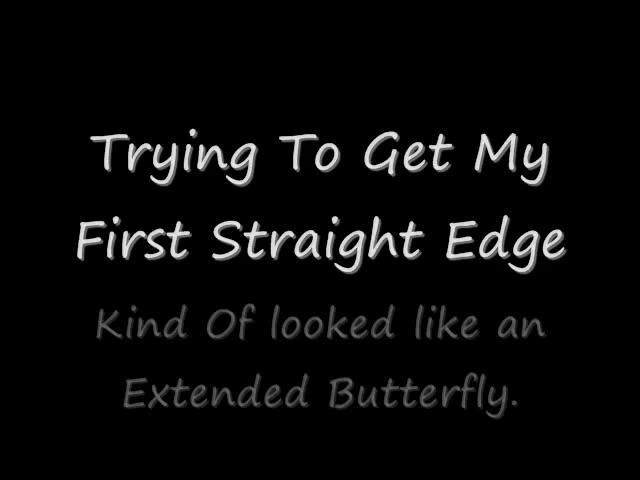 Trying To Get My
First Straight Edge
Kind Of looked like an
Extended Butterfly.